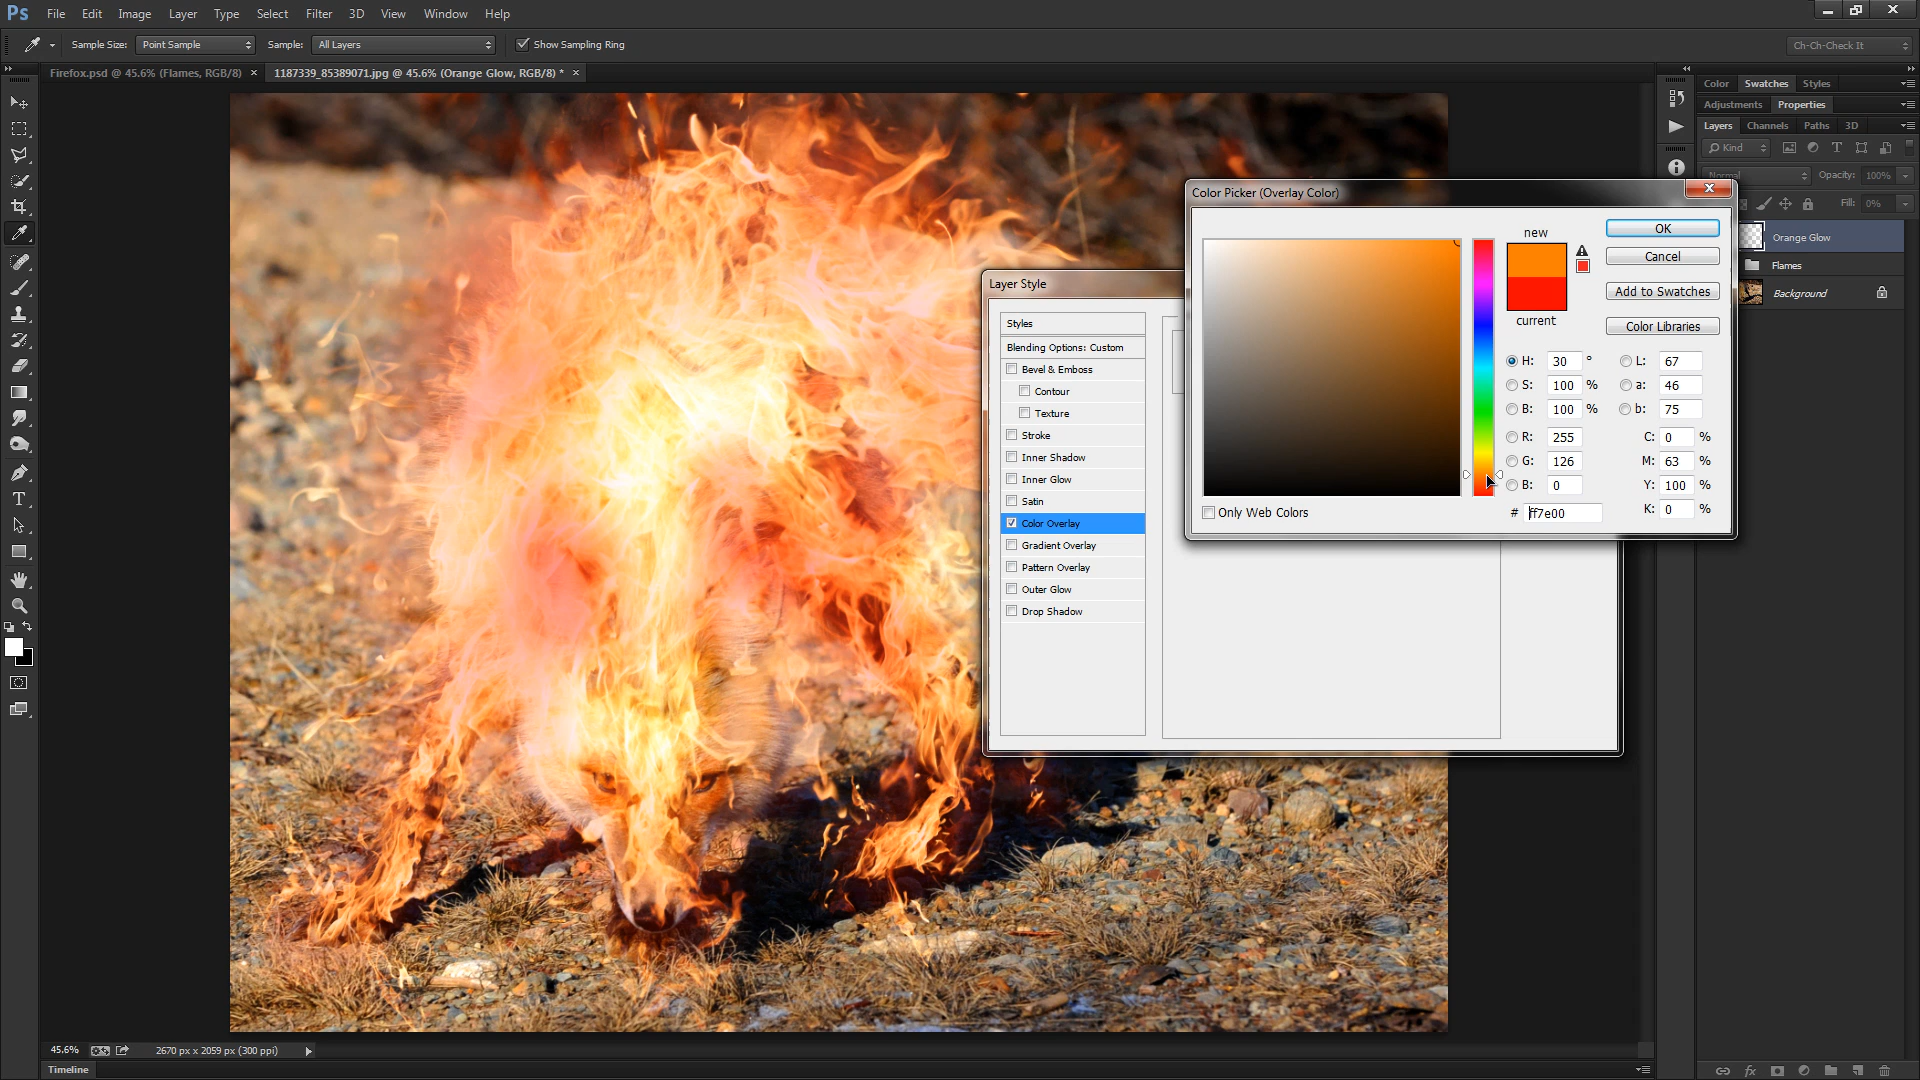 Ps File Edit Image Layer Type Select Filter 3D View Window Help
Sample Size: Point Sample Sample: All Layers Show Sampling Ring Ch-Ch-Check It
Firefox.psd @ 45.6% (Flames, RGB/8) × 1187339_85389071.jpg @ 45.6% (Orange Glow, RGB/8) * ×
Color Swatches Styles
Adjustments Properties
Layers Channels Paths 3D
Kind
Normal Opacity: 100%
Fill: 0%
Orange Glow
Flames
Background
Color Picker (Overlay Color)
new
current
OK
Cancel
Add to Swatches
Color Libraries
H: 30 ° L: 67
S: 100 % a: 46
B: 100 % b: 75
R: 255 C: 0 %
G: 126 M: 63 %
B: 0 Y: 100 %
# ff7e00 K: 0 %
Only Web Colors
Layer Style
Styles
Blending Options: Custom
Bevel & Emboss
Contour
Texture
Stroke
Inner Shadow
Inner Glow
Satin
Color Overlay
Gradient Overlay
Pattern Overlay
Outer Glow
Drop Shadow
45.6% 2670 px x 2059 px (300 ppi)
Timeline